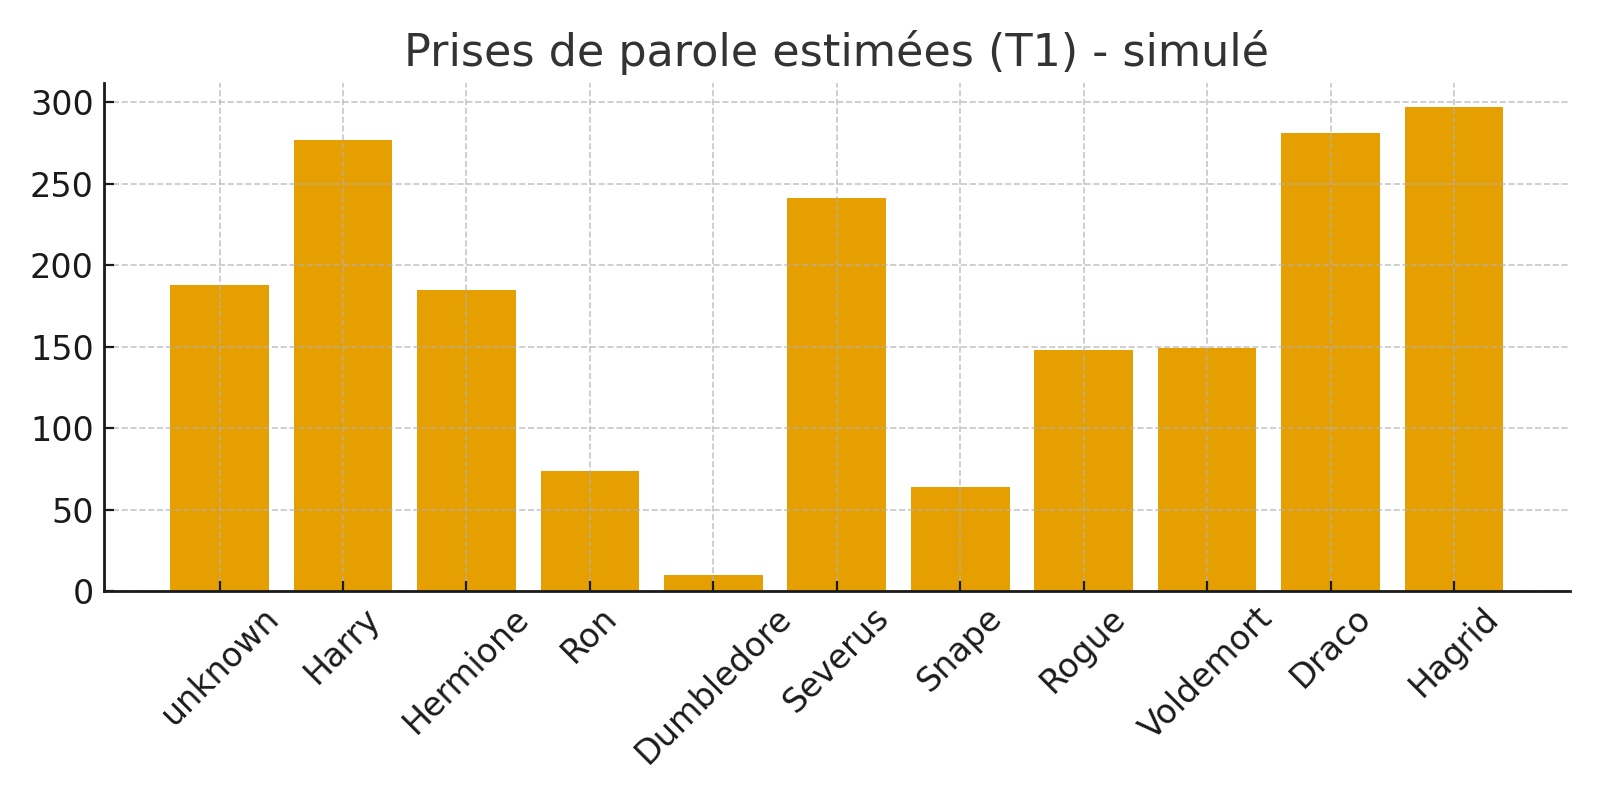 Prises de parole estimées (T1) - simulé
300
250
200
150
100
50
0
unknown
Harry
Hermione
Ron
Dumbledore
Severus
Snape
Rogue
Voldemort
Draco
Hagrid